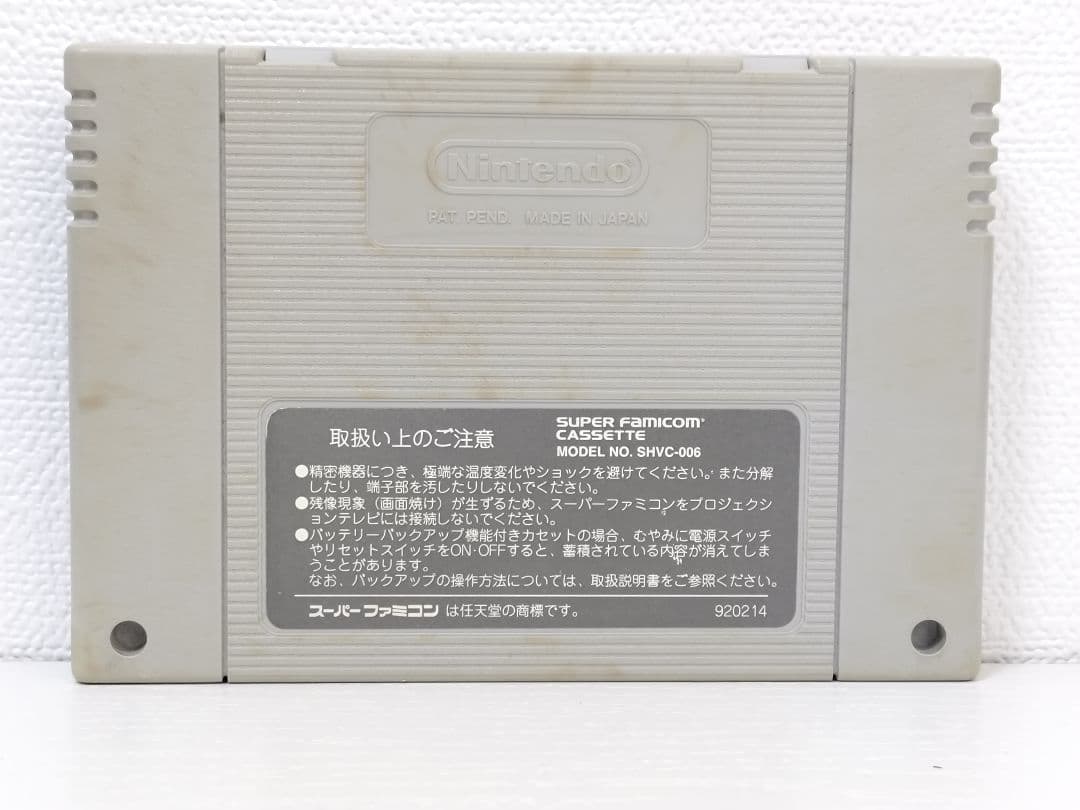 Nintendo
PAT. PEND. MADE IN JAPAN
取扱い上のご注意
SUPER FAMICOM
CASSETTE
MODEL NO. SHVC-006
●精密機器につき、極端な温度変化やショックを避けてください。また分解
したり、端子部を汚したりしないでください。
●残像現象（画面焼け）が生ずるため、スーパーファミコンをプロジェクシ
ョンテレビには接続しないでください。
●バッテリーバックアップ機能付きカセットの場合、むやみに電源スイッチ
やリセットスイッチをON·OFFすると、蓄積されている内容が消えてしま
うことがあります。
なお、バックアップの操作方法については、取扱説明書をご参照ください。
スーパーファミコン は任天堂の商標です。
920214